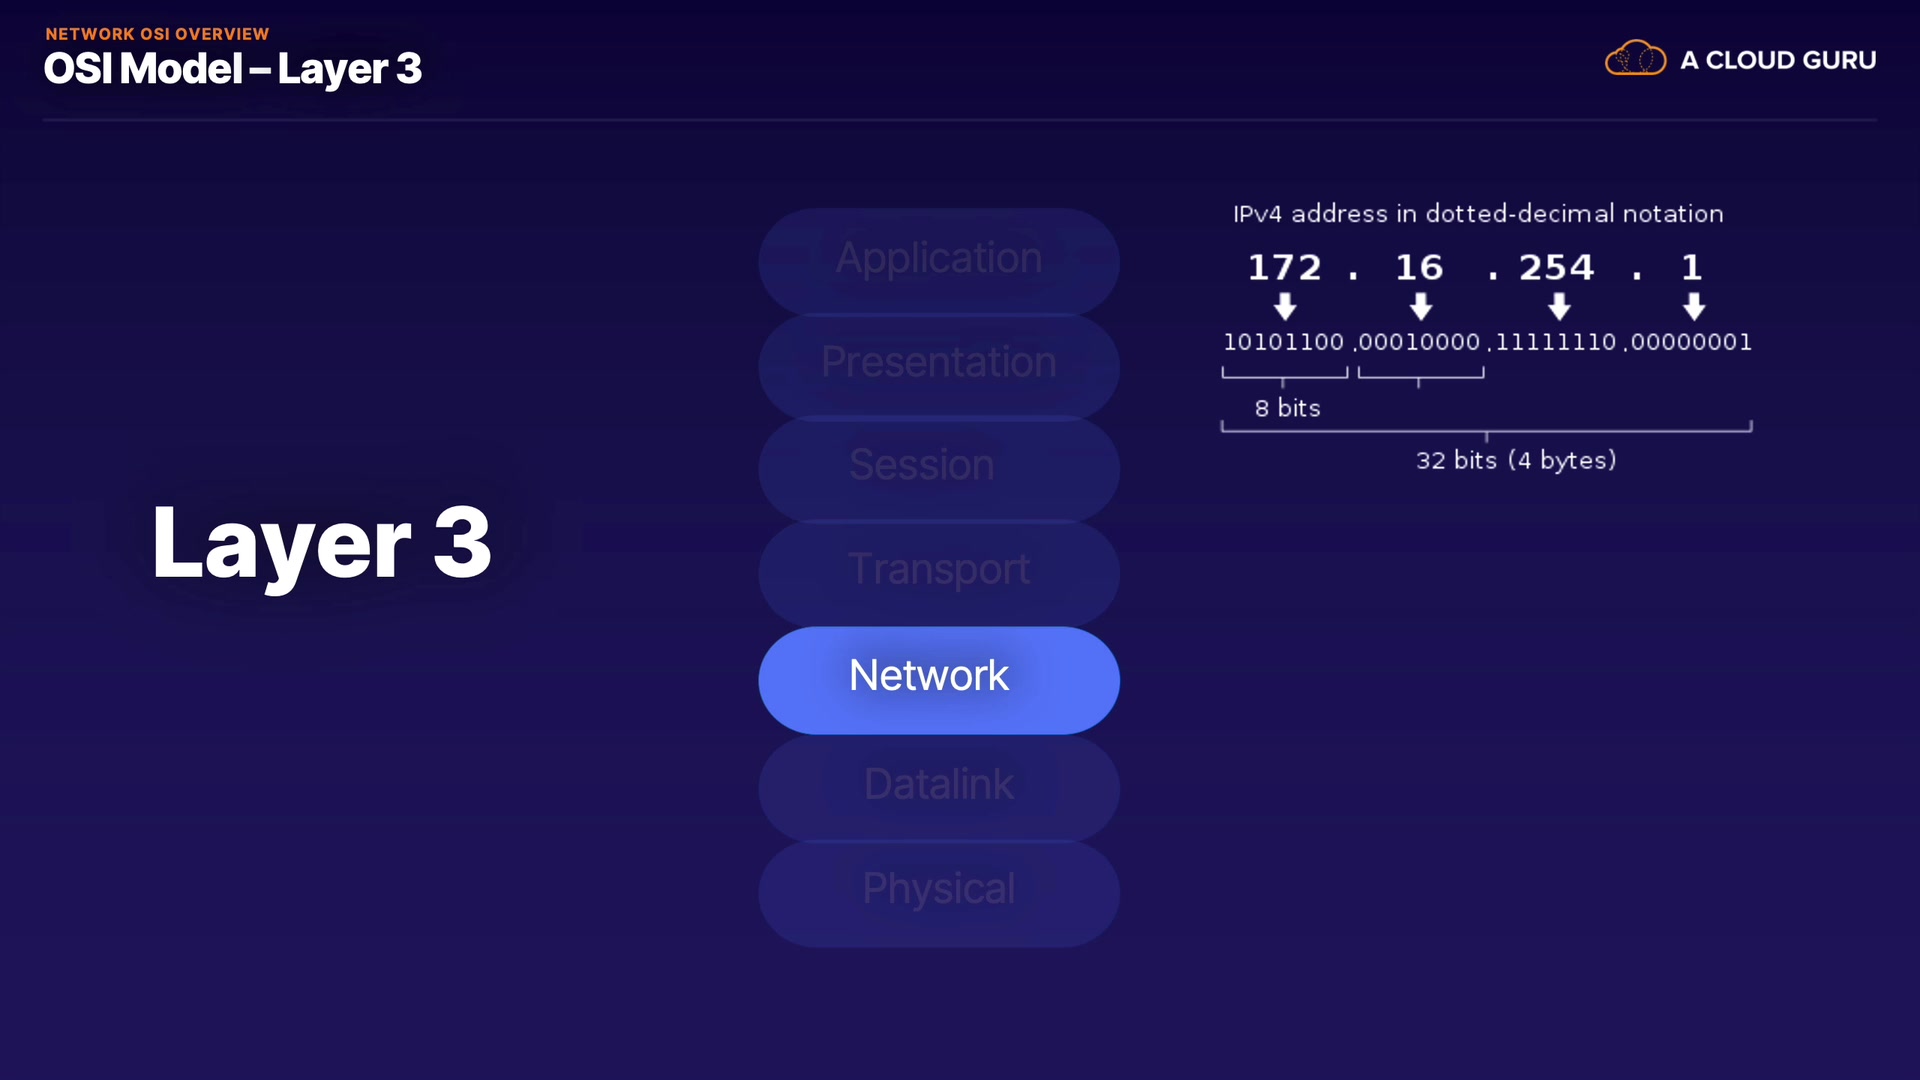 NETWORK OSI OVERVIEW
OSI Model – Layer 3
A CLOUD GURU
Layer 3
Application
Presentation
Session
Transport
Network
Datalink
Physical
IPv4 address in dotted-decimal notation
172 . 16 . 254 . 1
10101100 .00010000 .11111110 .00000001
8 bits
32 bits (4 bytes)